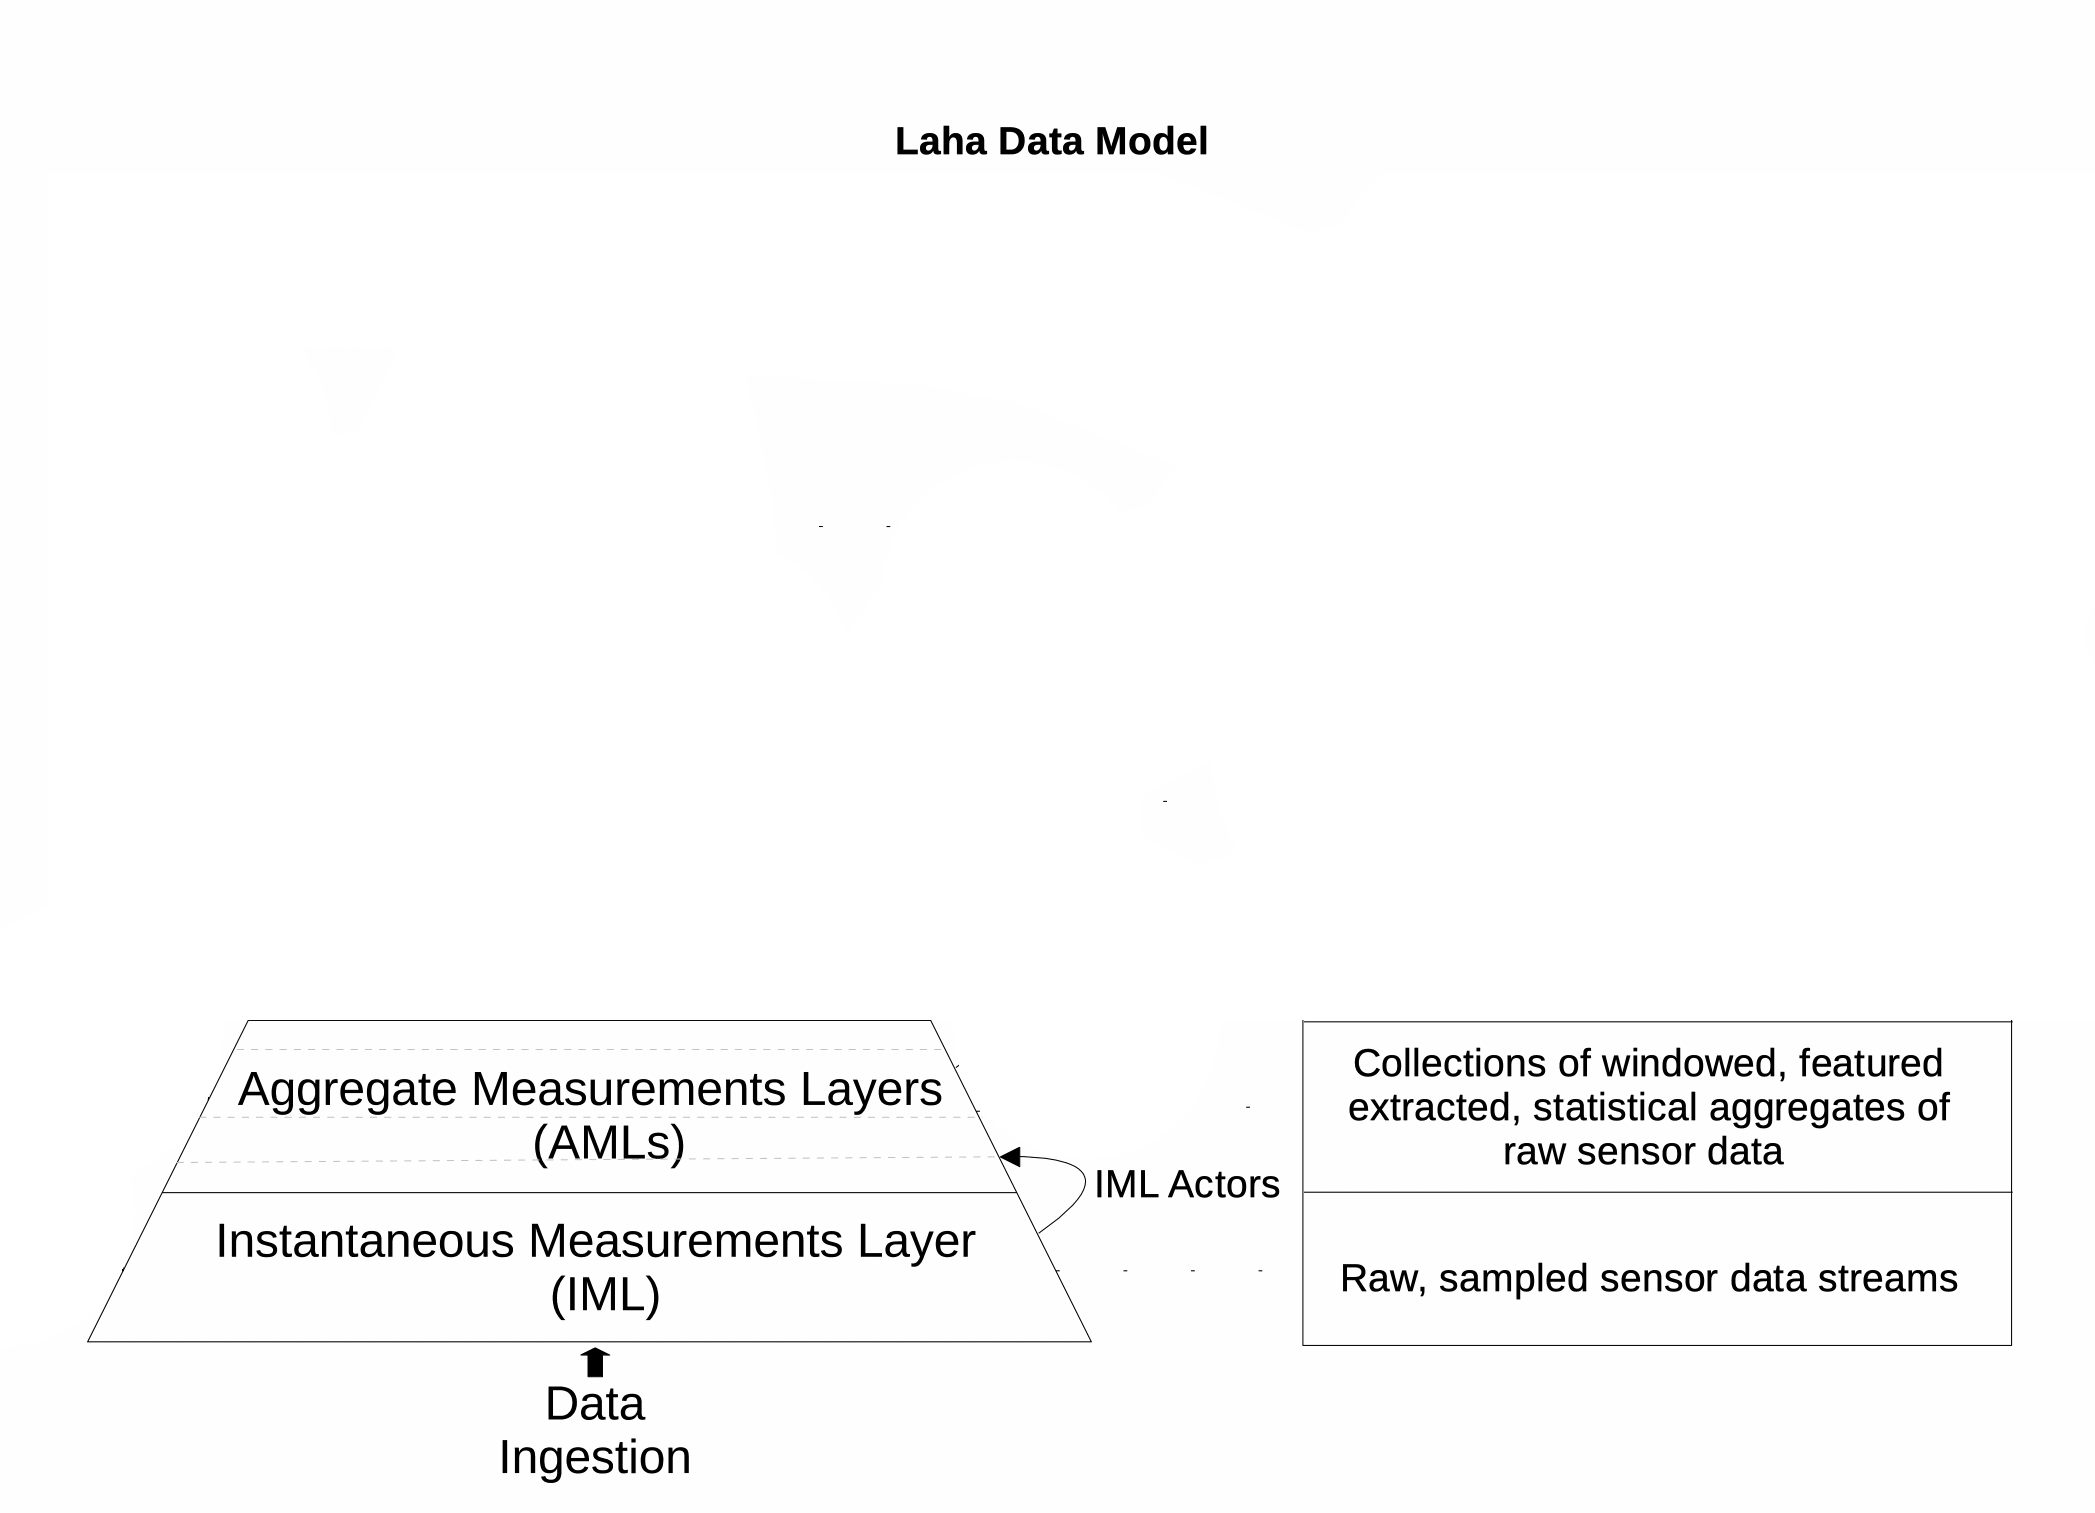 Laha Data Model
Aggregate Measurements Layers
(AMLs)
IML Actors
Instantaneous Measurements Layer
(IML)
Data
Ingestion
Collections of windowed, featured
extracted, statistical aggregates of
raw sensor data
Raw, sampled sensor data streams